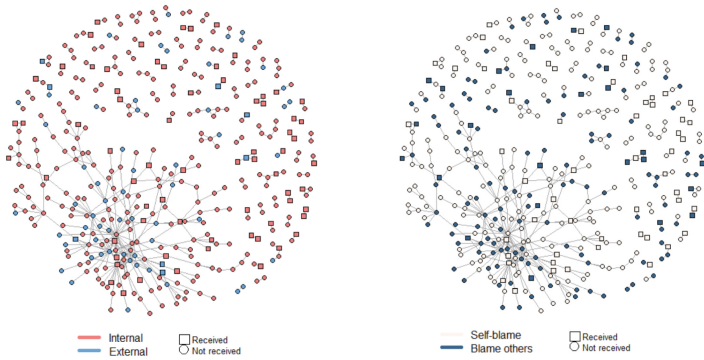 Internal
External
Received
Not received
Self-blame
Blame others
Received
Not received